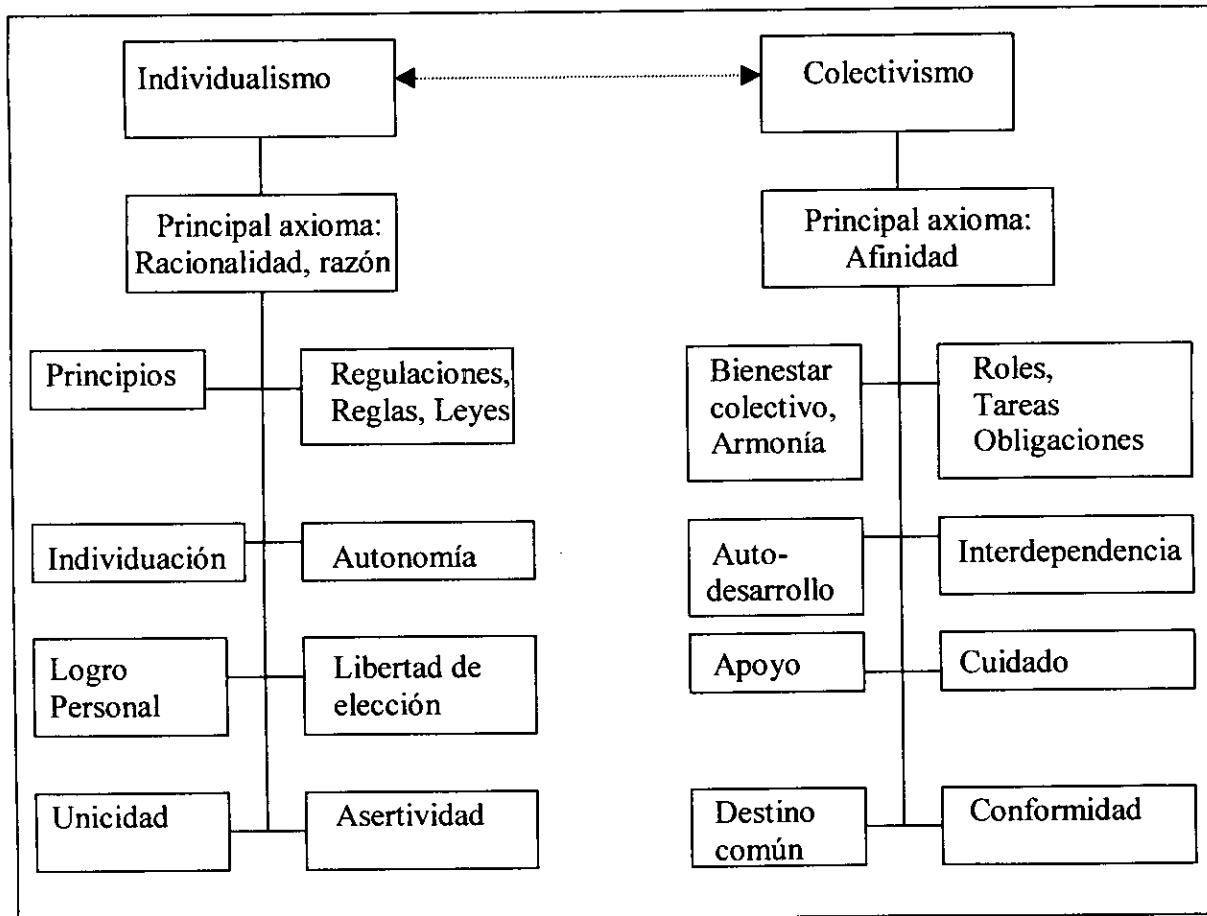 Individualismo
Colectivismo
Principal axioma:
Racionalidad, razón
Principal axioma:
Afinidad
Principios
Regulaciones,
Reglas, Leyes
Bienestar
colectivo,
Armonía
Roles,
Tareas
Obligaciones
Individuación
Autonomía
Auto-
desarrollo
Interdependencia
Logro
Personal
Libertad de
elección
Apoyo
Cuidado
Unicidad
Asertividad
Destino
común
Conformidad